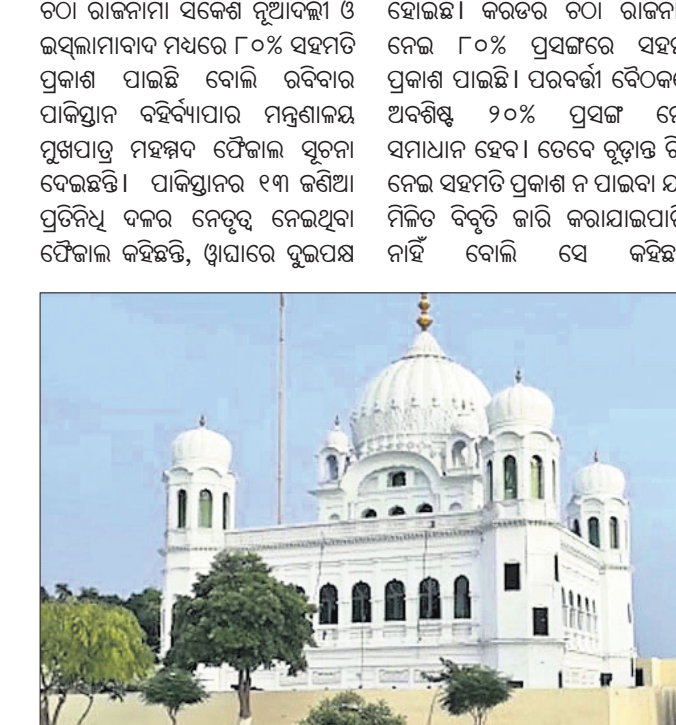 ଚଠା ରାଜିନାମା ସକେଶ ନୂଆଦିଲ୍ଲୀ ଓ
ଇସ୍‌ଲାମାବାଦ ମଧ୍ୟରେ ୮୦% ସହମତି
ପ୍ରକାଶ ପାଇଛି ବୋଲି ରବିବାର
ପାକିସ୍ତାନ ବହିର୍ବ୍ୟାପାର ମନ୍ତ୍ରଣାଳୟ
ମୁଖପାତ୍ର ମହମ୍ମଦ ଫୈଜାଲ ସୂଚନା
ଦେଇଛନ୍ତି। ପାକିସ୍ତାନର ୧୩ ଜଣିଆ
ପ୍ରତିନିଧି ଦଳର ନେତୃତ୍ୱ ନେଇଥିବା
ଫୈଜାଲ କହିଛନ୍ତି, ୱାଘାରେ ଦୁଇପକ୍ଷ
ହୋଇଛି। କରିଡର ଚଠା
ନେଇ ୮୦% ପ୍ରସଙ୍ଗରେ
ପ୍ରକାଶ ପାଇଛି। ପରବର୍ତ୍ତୀ
ଅବଶିଷ୍ଟ ୨୦% ପ୍ରସଙ୍ଗ
ସମାଧାନ ହେବ। ତେବେ ଚୂଡ଼ାନ୍ତ
ନେଇ ସହମତି ପ୍ରକାଶ ନ ପାଇବା
ମିଳିତ ବିବୃତି ଜାରି
ନାହିଁ ବୋଲି ସେ